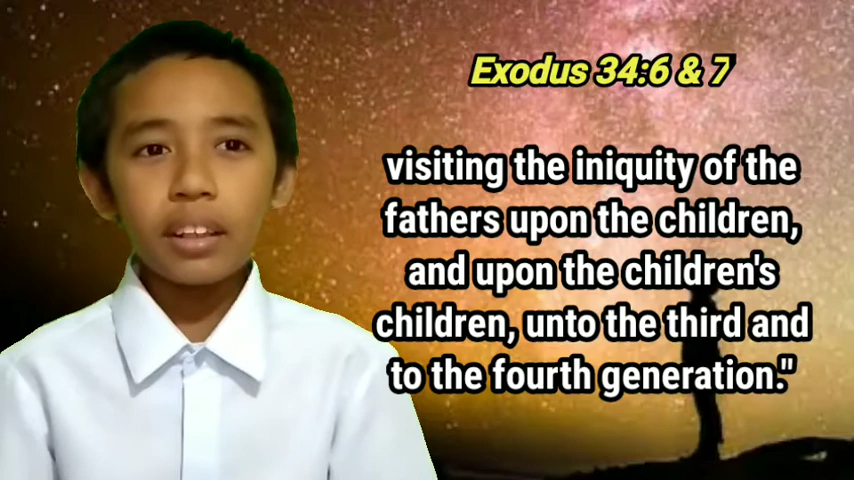 Exodus 34:6 & 7
visiting the iniquity of the
fathers upon the children,
and upon the children's
children, unto the third and
to the fourth generation."